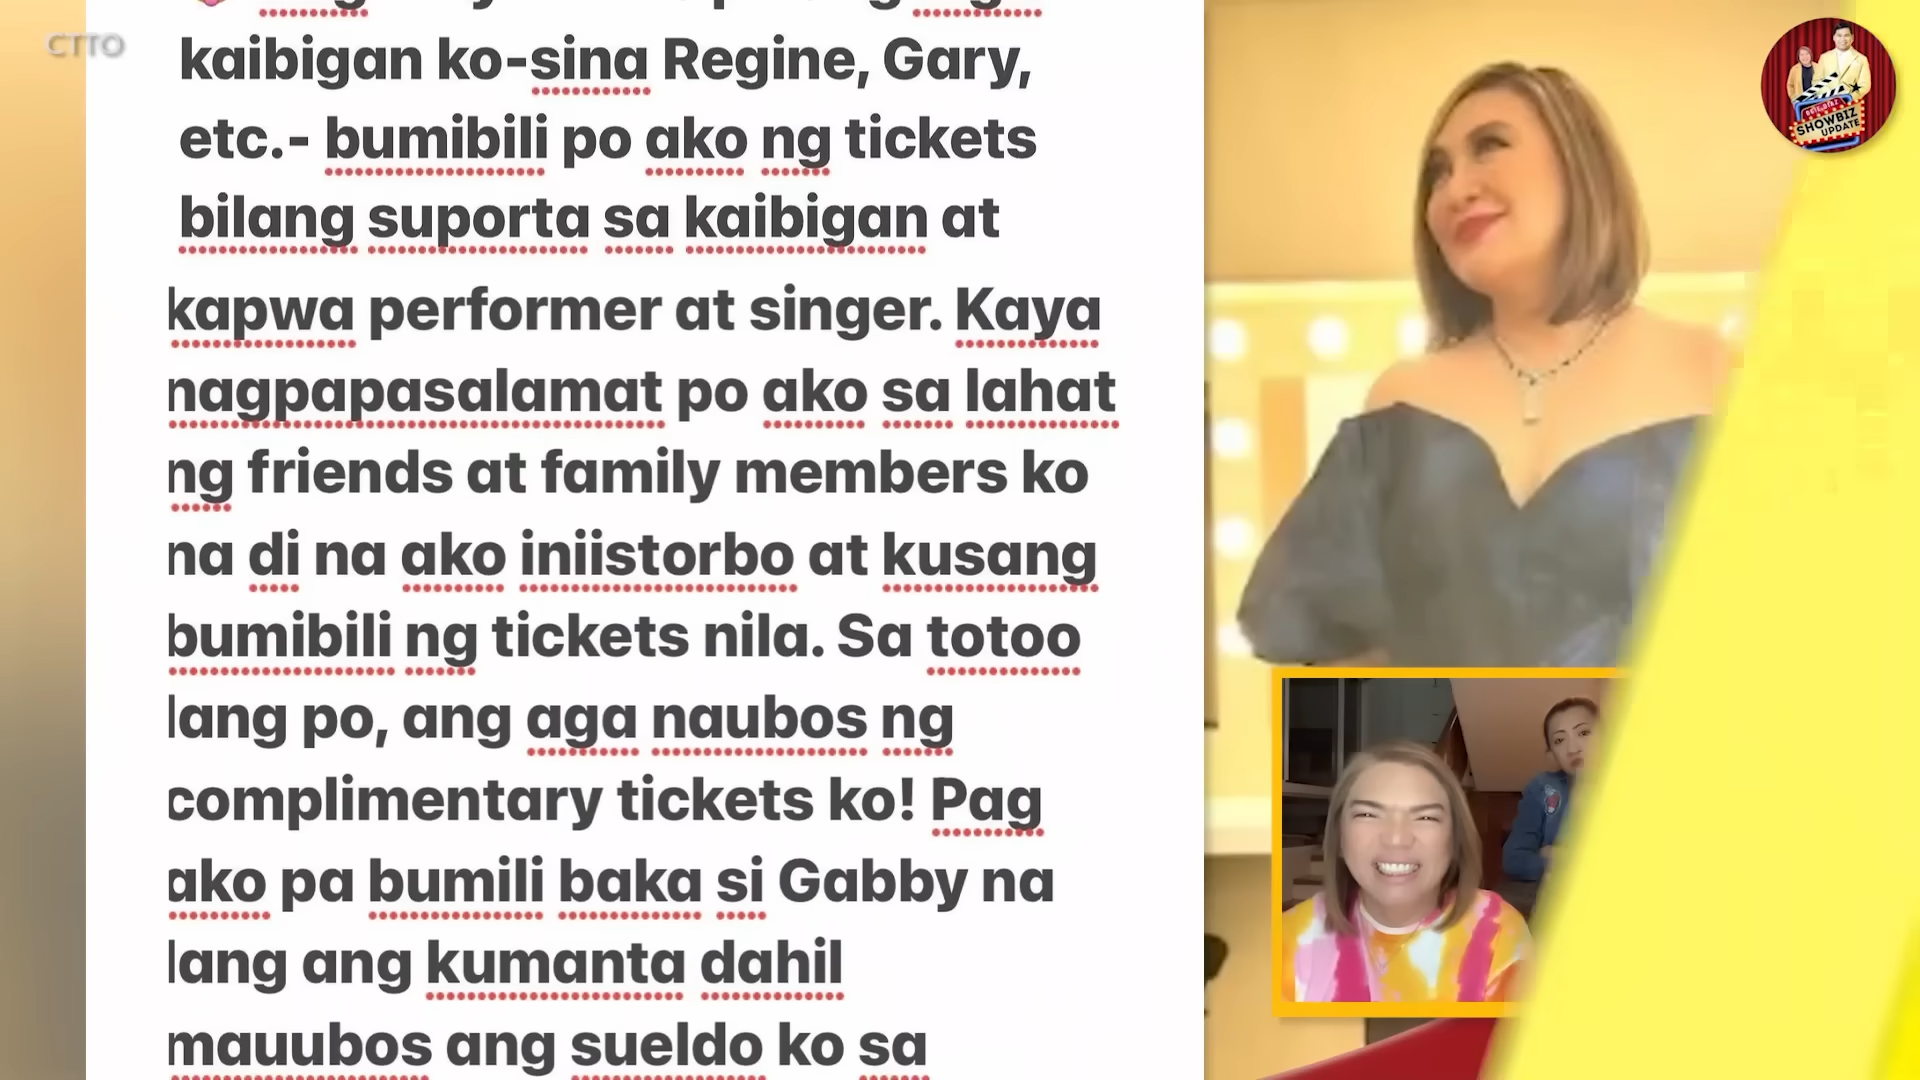 CTTO
kaibigan ko-sina Regine, Gary,
etc.- bumibili po ako ng tickets
bilang suporta sa kaibigan at
kapwa performer at singer. Kaya
nagpapasalamat po ako sa lahat
ng friends at family members ko
na di na ako iniistorbo at kusang
bumibili ng tickets nila. Sa totoo
lang po, ang aga naubos ng
complimentary tickets ko! Pag
ako pa bumili baka si Gabby na
lang ang kumanta dahil
mauubos ang sueldo ko sa
SHOWBIZ
UPDATE